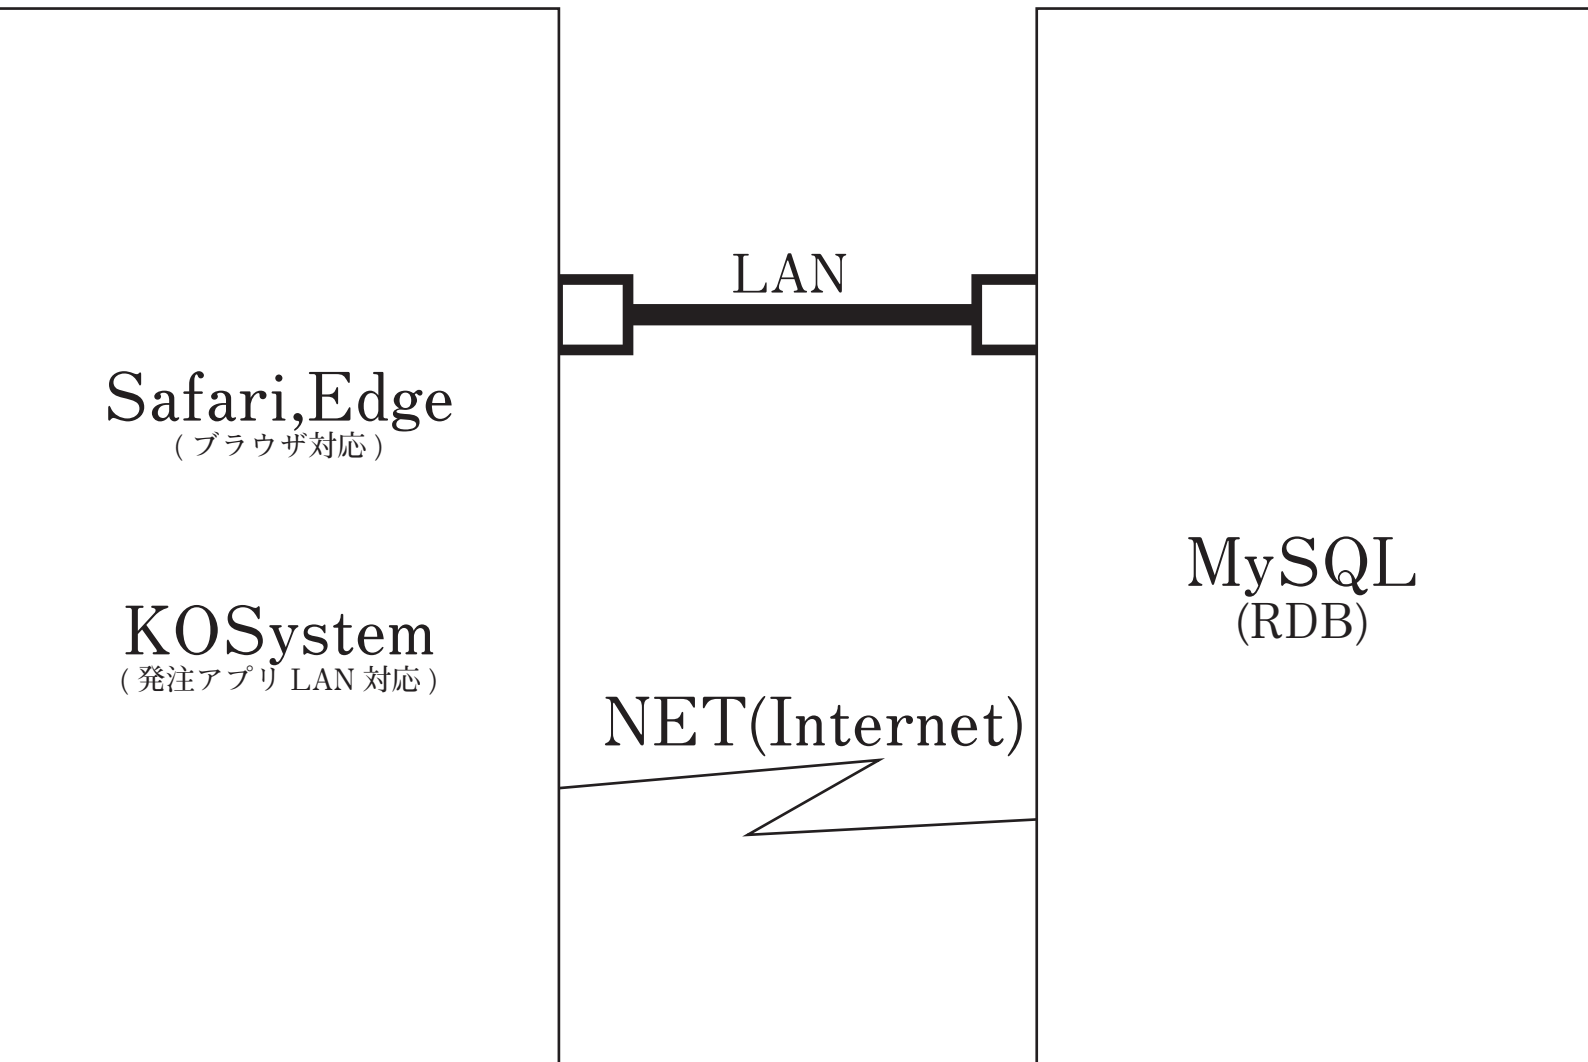 LAN
Safari,Edge
(ブラウザ対応)
KOSystem
(発注アプリ LAN 対応)
NET(Internet)
MySQL
(RDB)